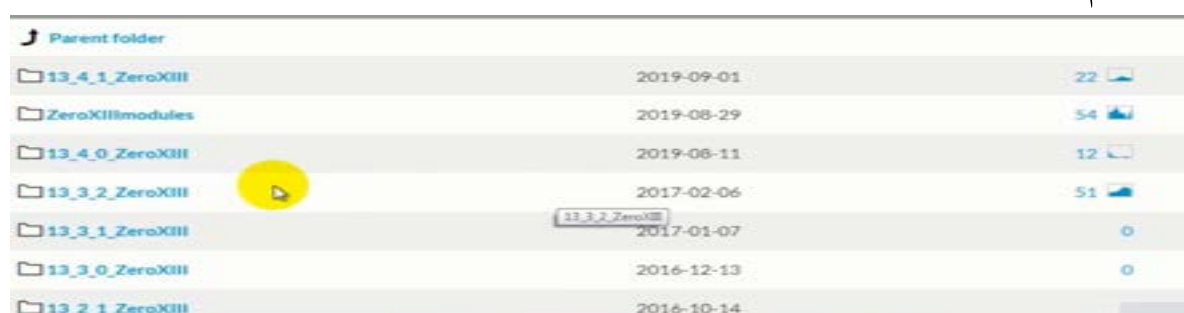 Parent folder
13_4_1_ZeroXIII 2019-09-01 22
ZeroXIIImodules 2019-08-29 54
13_4_0_ZeroXIII 2019-08-11 12
13_3_2_ZeroXIII 2017-02-06 51
13_3_2_ZeroXIII
13_3_1_ZeroXIII 2017-01-07 0
13_3_0_ZeroXIII 2016-12-13 0
13_2_1_ZeroXIII 2016-10-14